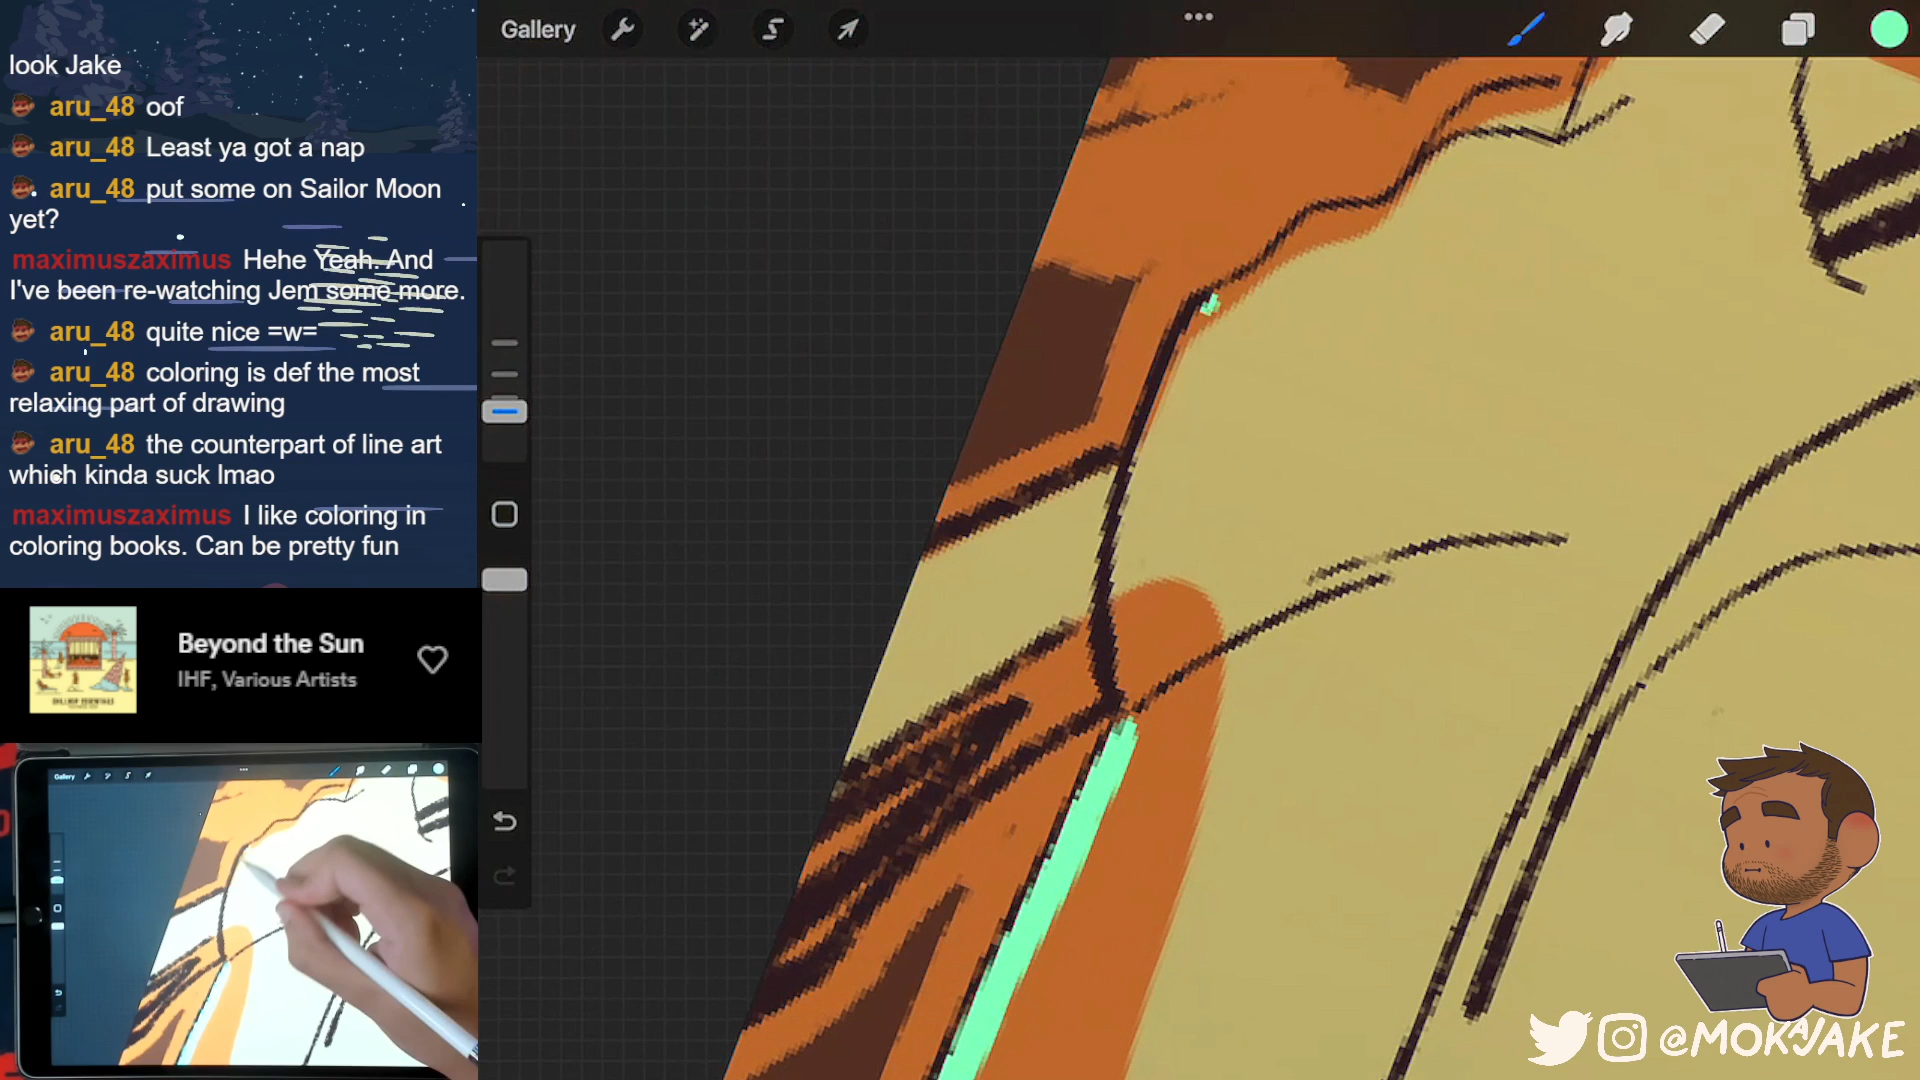 look Jake
aru_48 oof
aru_48 Least ya got a nap
aru_48 put some on Sailor Moon
yet?
maximuszaximus Hehe Yeah. And
I've been re-watching Jem some more.
aru_48 quite nice =w=
aru_48 coloring is def the most
relaxing part of drawing
aru_48 the counterpart of line art
which kinda suck lmao
maximuszaximus I like coloring in
coloring books. Can be pretty fun
Beyond the Sun
IHF, Various Artists
Gallery
Gallery
@MOKAJAKE